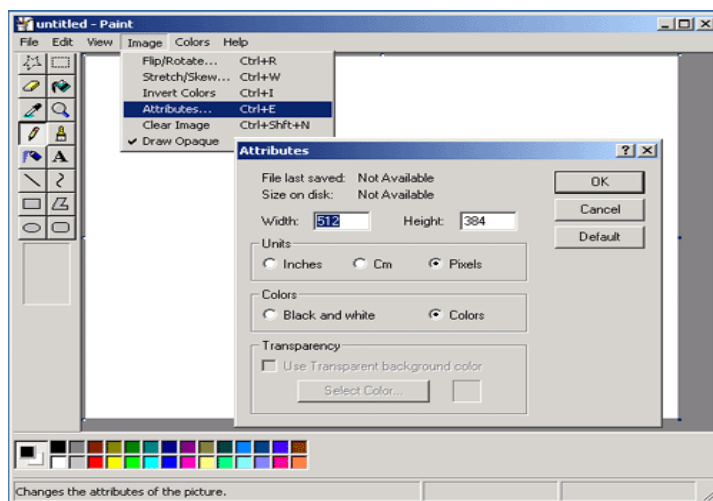 untitled - Paint
File Edit View Image Colors Help
Flip/Rotate... Ctrl+R
Stretch/Skew... Ctrl+W
Invert Colors Ctrl+I
Attributes... Ctrl+E
Clear Image Ctrl+Shft+N
Draw Opaque
Attributes
File last saved: Not Available
Size on disk: Not Available
Width: 512 Height: 384
Units
Inches Cm Pixels
Colors
Black and white Colors
Transparency
Use Transparent background color
Select Color...
OK
Cancel
Default
A
Changes the attributes of the picture.